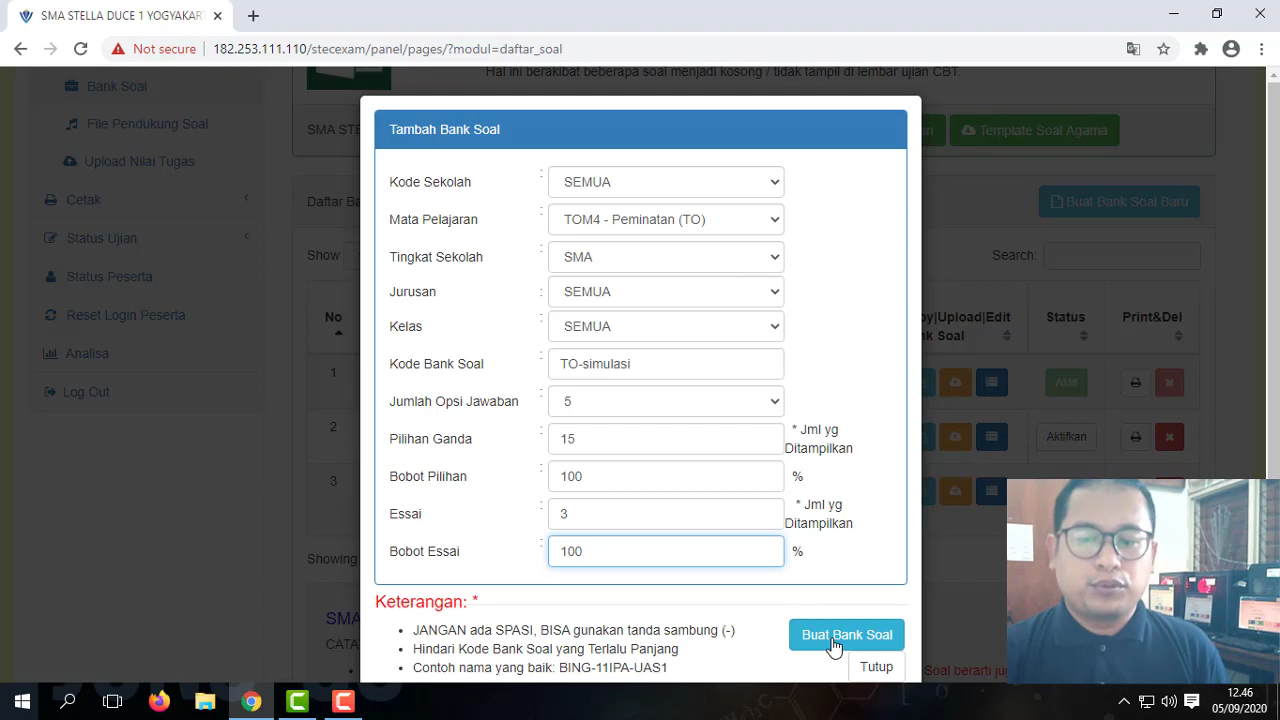 SMA STELLA DUCE 1 YOGYAKAR
Not secure 182.253.111.110/stecexam/panel/pages/?modul=daftar_soal
Hal ini berakibat beberapa soal menjadi kosong / tidak tampil di lembar ujian CBT.
Bank Soal
File Pendukung Soal
Upload Nilai Tugas
Cetak
Status Ujian
Status Peserta
Reset Login Peserta
Analisa
Log Out
Template Soal Agama
Buat Bank Soal Baru
Show
Search:
No
Status
Print&Del
1
Aktif
2
Aktifkan
3
Showing
Tambah Bank Soal
Kode Sekolah : SEMUA
Mata Pelajaran : TOM4 - Peminatan (TO)
Tingkat Sekolah : SMA
Jurusan : SEMUA
Kelas : SEMUA
Kode Bank Soal : TO-simulasi
Jumlah Opsi Jawaban : 5
Pilihan Ganda : 15 * Jml yg
Ditampilkan
Bobot Pilihan : 100 %
Essai : 3 * Jml yg
Ditampilkan
Bobot Essai : 100 %
Keterangan: *
• JANGAN ada SPASI, BISA gunakan tanda sambung (-)
• Hindari Kode Bank Soal yang Terlalu Panjang
• Contoh nama yang baik: BING-11IPA-UAS1
Buat Bank Soal
Tutup
12.46
05/09/2020